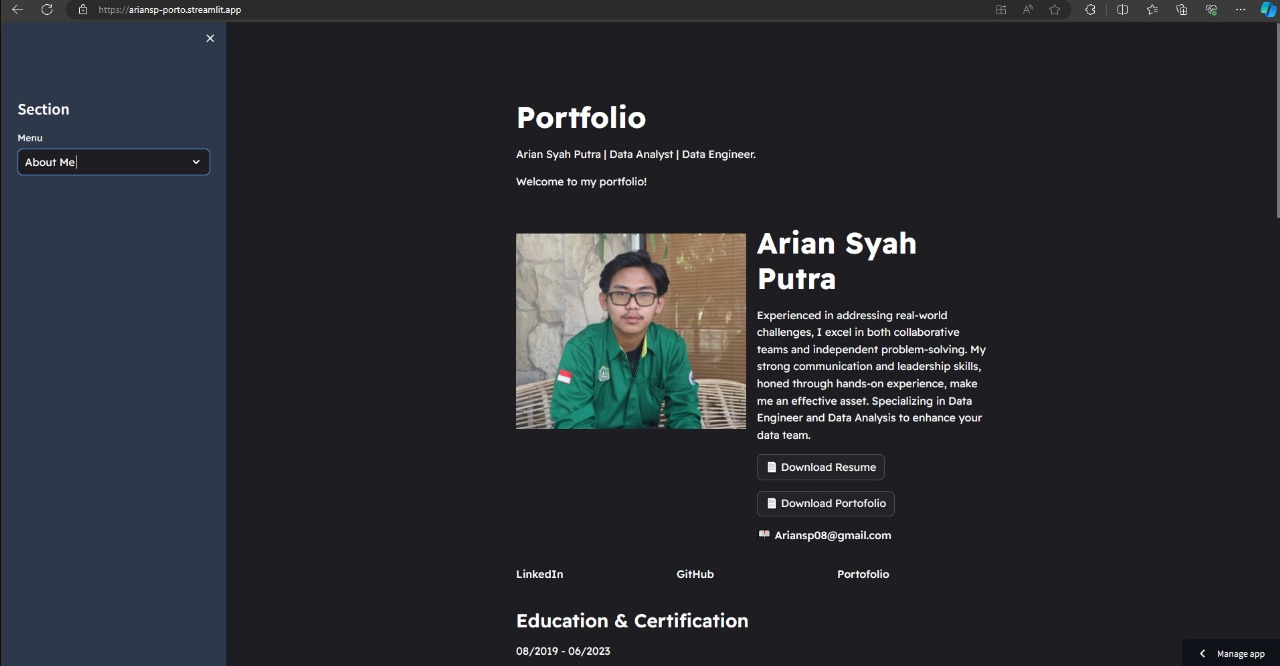 https://ariansp-porto.streamlit.app
Section
Menu
About Me
Portfolio
Arian Syah Putra | Data Analyst | Data Engineer.
Welcome to my portfolio!
Arian Syah
Putra
Experienced in addressing real-world
challenges, I excel in both collaborative
teams and independent problem-solving. My
strong communication and leadership skills,
honed through hands-on experience, make
me an effective asset. Specializing in Data
Engineer and Data Analysis to enhance your
data team.
Download Resume
Download Portofolio
Ariansp08@gmail.com
LinkedIn
GitHub
Portofolio
Education & Certification
08/2019 - 06/2023
Manage app